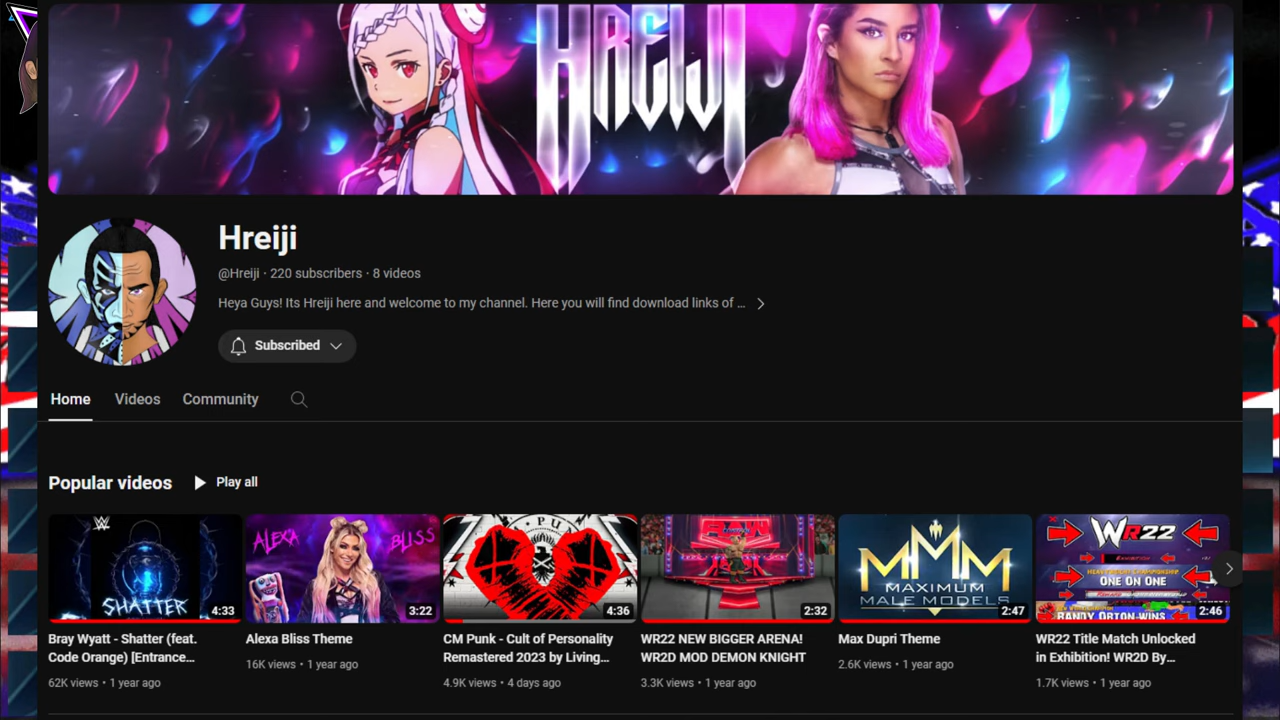 HREIJI
Hreiji
@Hreiji · 220 subscribers · 8 videos
Heya Guys! Its Hreiji here and welcome to my channel. Here you will find download links of ...
Subscribed
Home Videos Community
Popular videos Play all
W
SHATTER
4:33
Bray Wyatt - Shatter (feat.
Code Orange) [Entrance...
62K views • 1 year ago
ALEXA BLISS
3:22
Alexa Bliss Theme
16K views • 1 year ago
PU
4:36
CM Punk - Cult of Personality
Remastered 2023 by Living...
4.9K views • 4 days ago
2:32
WR22 NEW BIGGER ARENA!
WR2D MOD DEMON KNIGHT
3.3K views • 1 year ago
MMM
MAXIMUM
MALE MODELS
2:47
Max Dupri Theme
2.6K views • 1 year ago
WR22
ONE ON ONE
RANDY ORTON WINS
2:46
WR22 Title Match Unlocked
in Exhibition! WR2D By...
1.7K views • 1 year ago